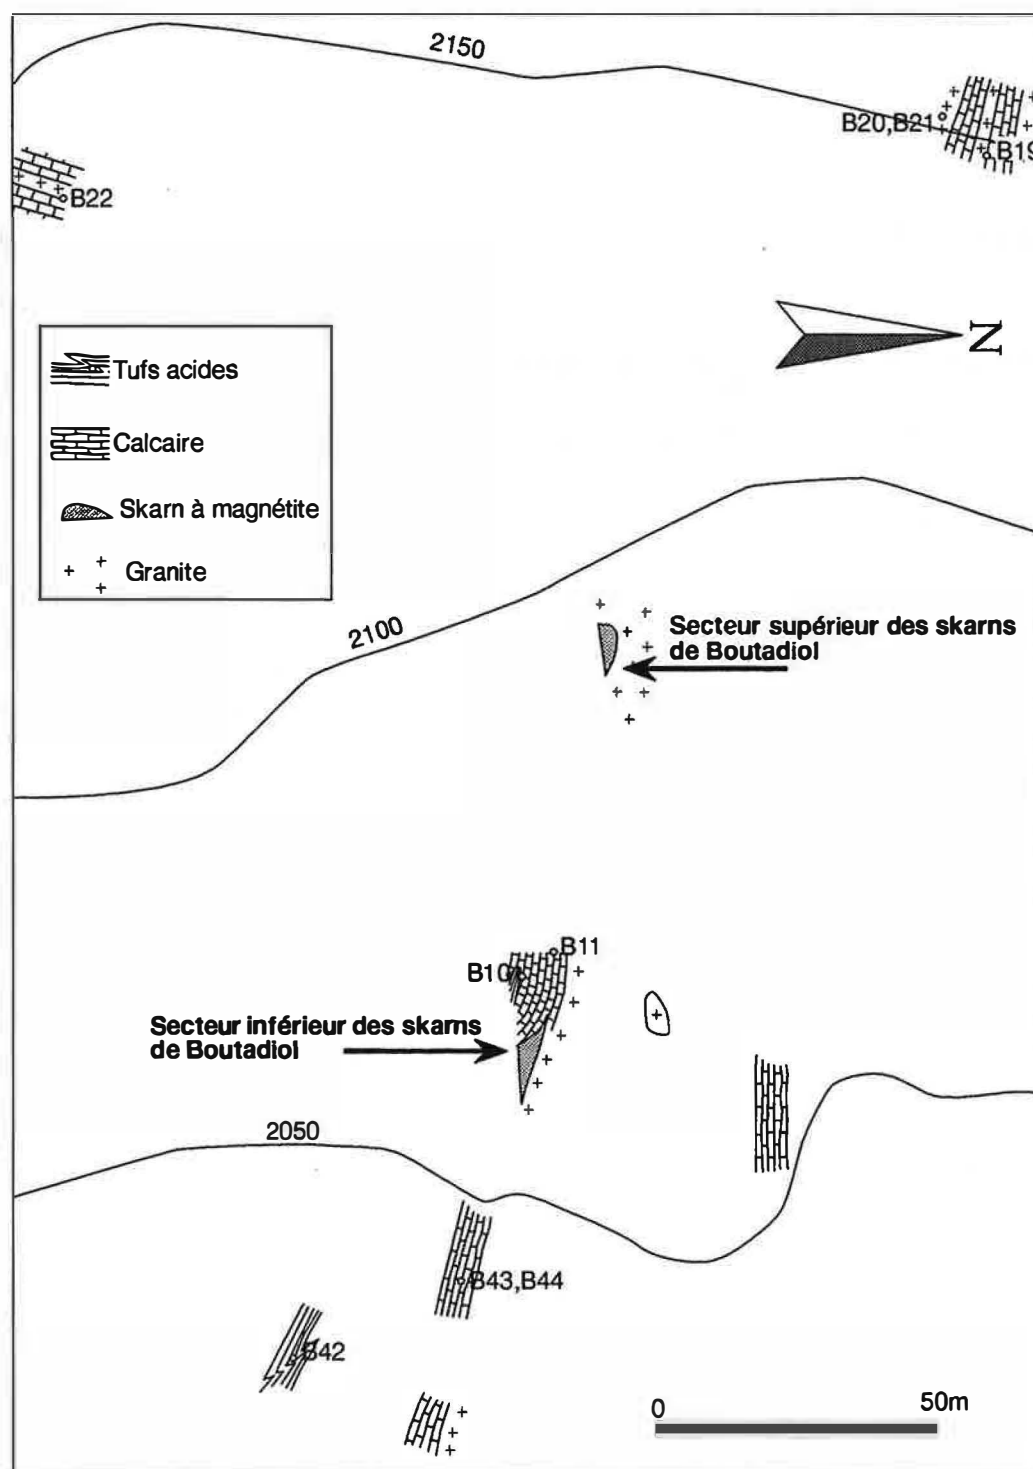 2150
B20,B21
B19
B22
N
Tufs acides
Calcaire
Skarn à magnétite
Granite
2100
Secteur supérieur des skarns
de Boutadiol
B11
B10
Secteur inférieur des skarns
de Boutadiol
2050
B43,B44
B42
0 50m